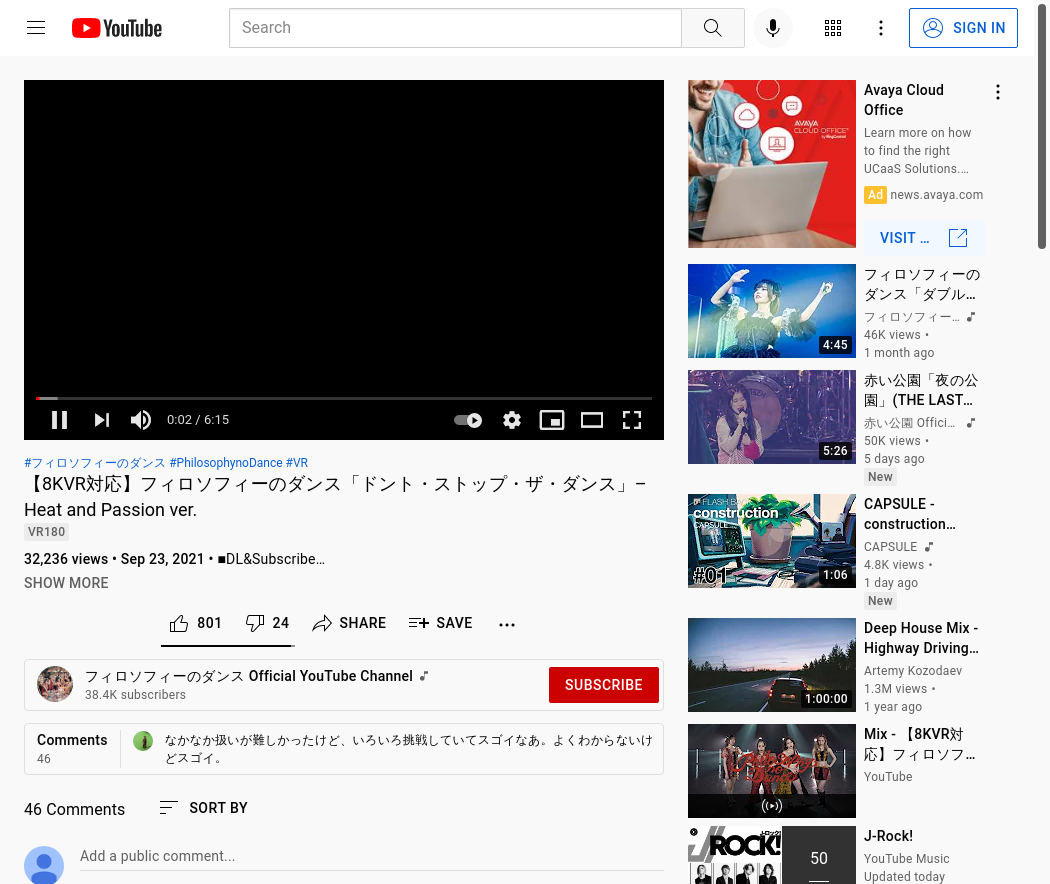 YouTube
Search
SIGN IN
0:02 / 6:15
#フィロソフィーのダンス #PhilosophynoDance #VR
【8KVR対応】フィロソフィーのダンス「ドント・ストップ・ザ・ダンス」–
Heat and Passion ver.
VR180
32,236 views • Sep 23, 2021 • ■DL&Subscribe…
SHOW MORE
801
24
SHARE
SAVE
フィロソフィーのダンス Official YouTube Channel
38.4K subscribers
SUBSCRIBE
Comments
46
なかなか扱いが難しかったけど、いろいろ挑戦していてスゴイなあ。よくわからないけ
どスゴイ。
46 Comments
SORT BY
Add a public comment...
AVAYA
CLOUD OFFICE
by RingCentral
Avaya Cloud
Office
Learn more on how
to find the right
UCaaS Solutions.…
Ad news.avaya.com
VISIT …
4:45
フィロソフィーの
ダンス「ダブル…
フィロソフィー…
46K views •
1 month ago
5:26
赤い公園「夜の公
園」(THE LAST…
赤い公園 Offici…
50K views •
5 days ago
New
FLASH BA
construction
CAPSULE
#01
1:06
CAPSULE -
construction…
CAPSULE
4.8K views •
1 day ago
New
1:00:00
Deep House Mix -
Highway Driving…
Artemy Kozodaev
1.3M views •
1 year ago
Mix - 【8KVR対
応】フィロソフ…
YouTube
J-ROCK!
50
J-Rock!
YouTube Music
Updated today